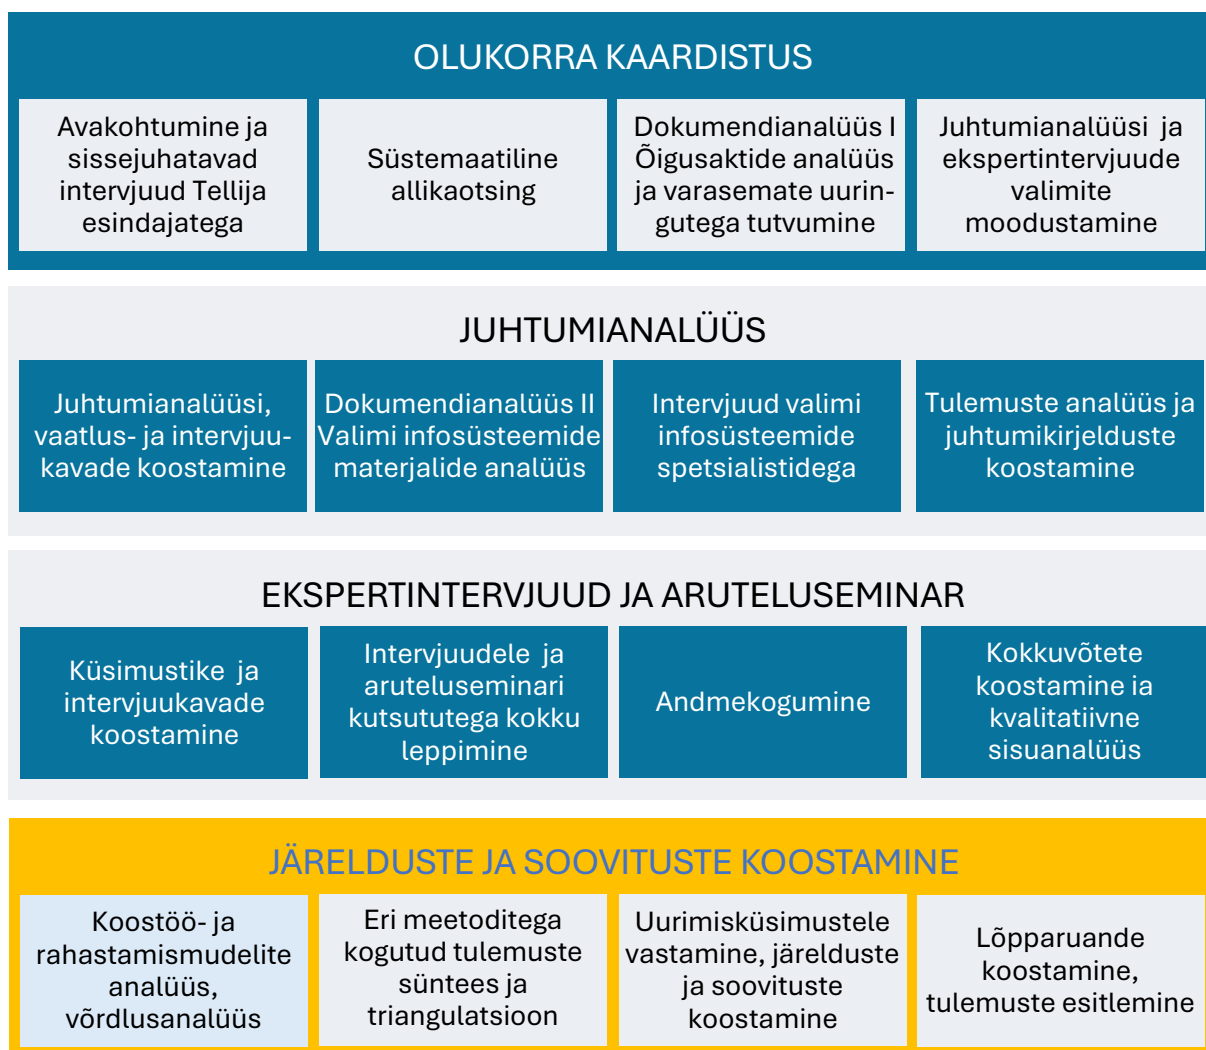 OLUKORRA KAARDISTUS
Avakohtumine ja
sissejuhatavad
intervjuud Tellija
esindajatega
Süstemaatiline
allikaotsing
Dokumendianalüüs I
Õigusaktide analüüs
ja varasemate uurin-
gutega tutvumine
Juhtumianalüüsi ja
ekspertintervjuude
valimite
moodustamine
JUHTUMIANALÜÜS
Juhtumianalüüsi,
vaatlus- ja intervjuu-
kavade koostamine
Dokumendianalüüs II
Valimi infosüsteemide
materjalide analüüs
Intervjuud valimi
infosüsteemide
spetsialistidega
Tulemuste analüüs ja
juhtumikirjelduste
koostamine
EKSPERTINTERVJUUD JA ARUTELUSEMINAR
Küsimustike ja
intervjuukavade
koostamine
Intervjuudele ja
aruteluseminari
kutsututega kokku
leppimine
Andmekogumine
Kokkuvõtete
koostamine ia
kvalitatiivne
sisuanalüüs
JÄRELDUSTE JA SOOVITUSTE KOOSTAMINE
Koostöö- ja
rahastamismudelite
analüüs,
võrdlusanalüüs
Eri meetoditega
kogutud tulemuste
süntees ja
triangulatsioon
Uurimisküsimustele
vastamine, järelduste
ja soovituste
koostamine
Lõpparuande
koostamine,
tulemuste esitlemine